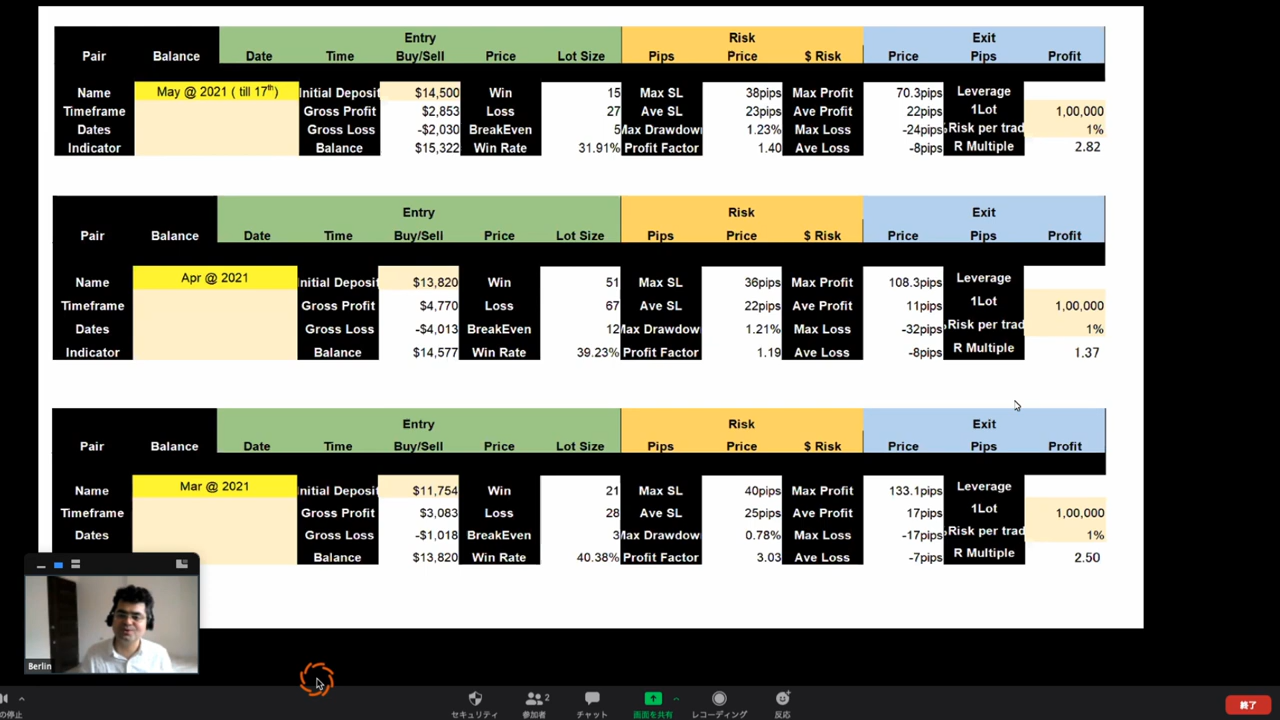 Entry Risk Exit
Pair Balance Date Time Buy/Sell Price Lot Size Pips Price $ Risk Price Pips Profit
Name May @ 2021 ( till 17th) Initial Deposit $14,500 Win 15 Max SL 38pips Max Profit 70.3pips Leverage
Timeframe Gross Profit $2,853 Loss 27 Ave SL 23pips Ave Profit 22pips 1Lot 1,00,000
Dates Gross Loss -$2,030 BreakEven 5 Max Drawdow 1.23% Max Loss -24pips %Risk per trad 1%
Indicator Balance $15,322 Win Rate 31.91% Profit Factor 1.40 Ave Loss -8pips R Multiple 2.82
Entry Risk Exit
Pair Balance Date Time Buy/Sell Price Lot Size Pips Price $ Risk Price Pips Profit
Name Apr @ 2021 Initial Deposit $13,820 Win 51 Max SL 36pips Max Profit 108.3pips Leverage
Timeframe Gross Profit $4,770 Loss 67 Ave SL 22pips Ave Profit 11pips 1Lot 1,00,000
Dates Gross Loss -$4,013 BreakEven 12 Max Drawdow 1.21% Max Loss -32pips %Risk per trad 1%
Indicator Balance $14,577 Win Rate 39.23% Profit Factor 1.19 Ave Loss -8pips R Multiple 1.37
Entry Risk Exit
Pair Balance Date Time Buy/Sell Price Lot Size Pips Price $ Risk Price Pips Profit
Name Mar @ 2021 Initial Deposit $11,754 Win 21 Max SL 40pips Max Profit 133.1pips Leverage
Timeframe Gross Profit $3,083 Loss 28 Ave SL 25pips Ave Profit 17pips 1Lot 1,00,000
Dates Gross Loss -$1,018 BreakEven 3 Max Drawdow 0.78% Max Loss -17pips %Risk per trad 1%
Balance $13,820 Win Rate 40.38% Profit Factor 3.03 Ave Loss -7pips R Multiple 2.50
Berlin
の停止 セキュリティ 2 参加者 チャット 画面を共有 レコーディング 反応 終了